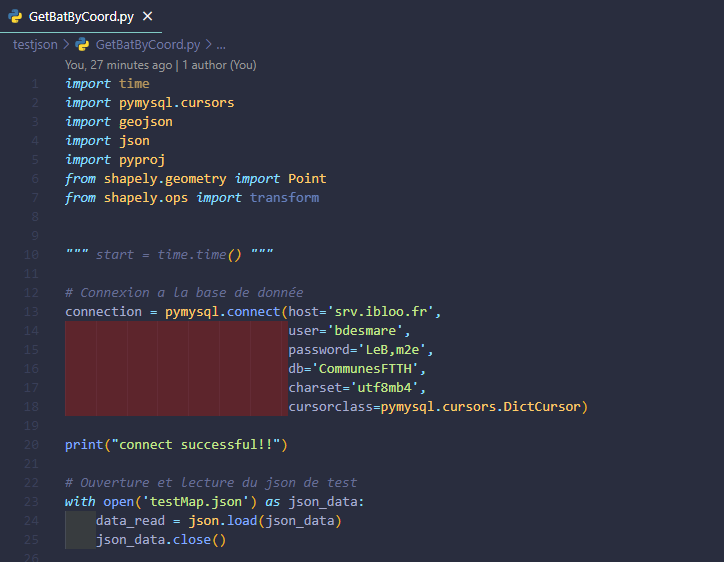 GetBatByCoord.py ×
testjson > GetBatByCoord.py > ...
You, 27 minutes ago | 1 author (You)
1 import time
2 import pymysql.cursors
3 import geojson
4 import json
5 import pyproj
6 from shapely.geometry import Point
7 from shapely.ops import transform
8
9
10 """ start = time.time() """
11
12 # Connexion a la base de donnée
13 connection = pymysql.connect(host='srv.ibloo.fr',
14 user='bdesmare',
15 password='LeB,m2e',
16 db='CommunesFTTH',
17 charset='utf8mb4',
18 cursorclass=pymysql.cursors.DictCursor)
19
20 print("connect successful!!")
21
22 # Ouverture et lecture du json de test
23 with open('testMap.json') as json_data:
24 data_read = json.load(json_data)
25 json_data.close()
26